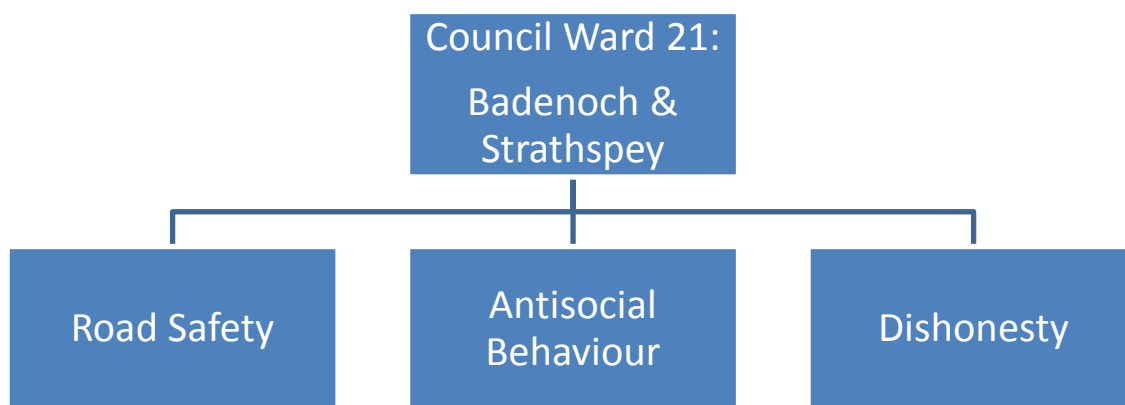 Council Ward 21:
Badenoch &
Strathspey
Road Safety
Antisocial
Behaviour
Dishonesty